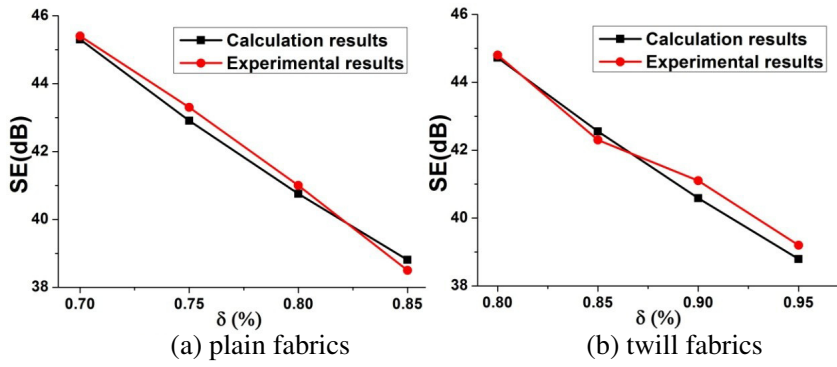 46
44
42
40
38
SE(dB)
Calculation results
Experimental results
0.70 0.75 0.80 0.85
δ (%)
(a) plain fabrics
46
44
42
40
38
SE(dB)
Calculation results
Experimental results
0.80 0.85 0.90 0.95
δ (%)
(b) twill fabrics